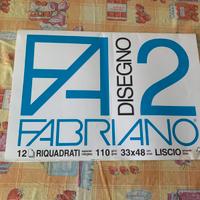 FA DISEGNO 2
FABRIANO
12 RIQUADRATI 110 33x48 LISCIO